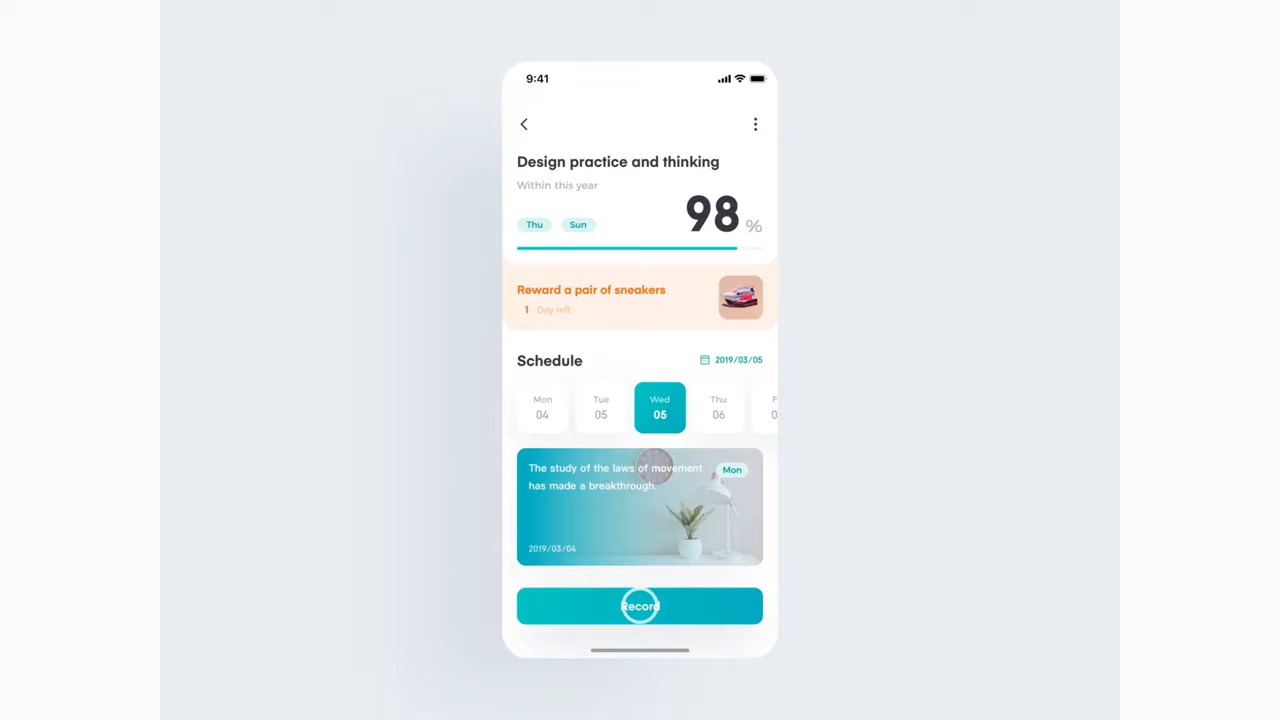 9:41
Design practice and thinking
Within this year
Thu Sun
98 %
Reward a pair of sneakers
1 Day left
Schedule
2019/03/05
Mon Tue Wed Thu F
04 05 05 06 0
The study of the laws of movement
has made a breakthrough.
Mon
2019/03/04
Record